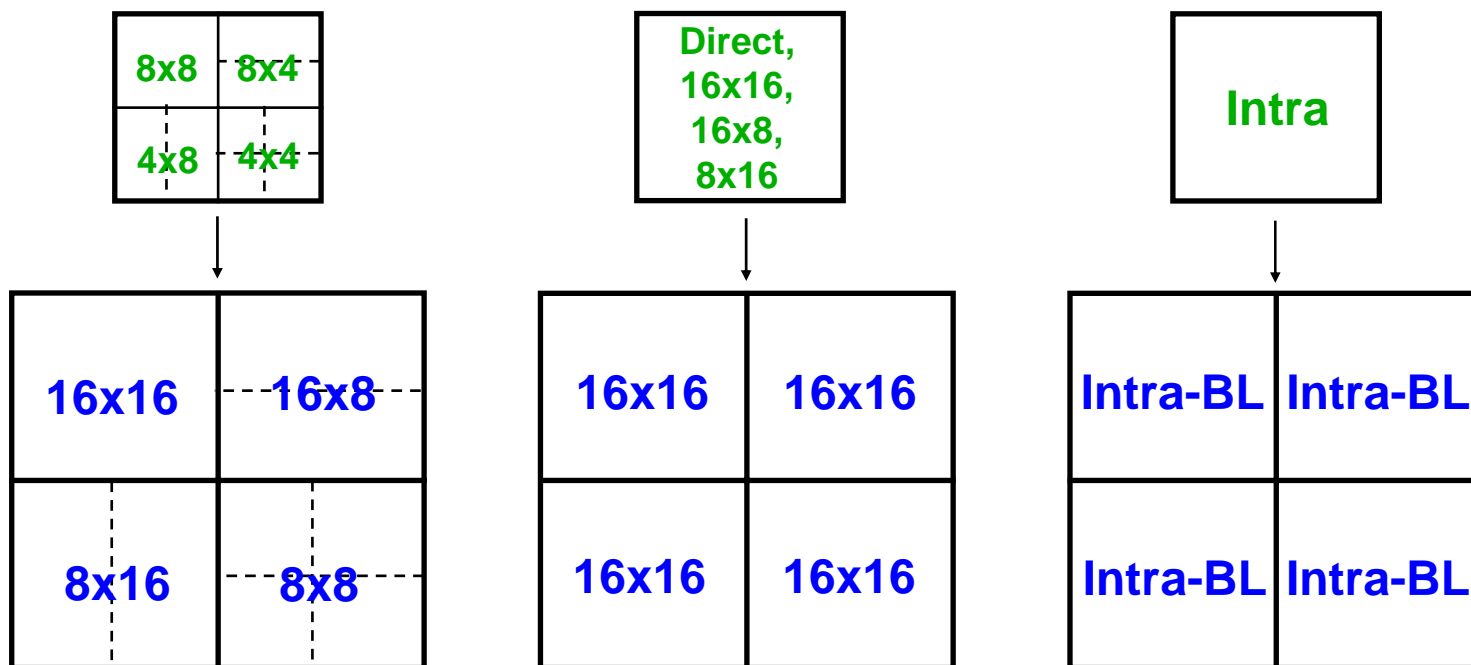 8x8 8x4
4x8 4x4
Direct,
16x16,
16x8,
8x16
Intra
16x16 16x8
8x16 8x8
16x16 16x16
16x16 16x16
Intra-BL Intra-BL
Intra-BL Intra-BL